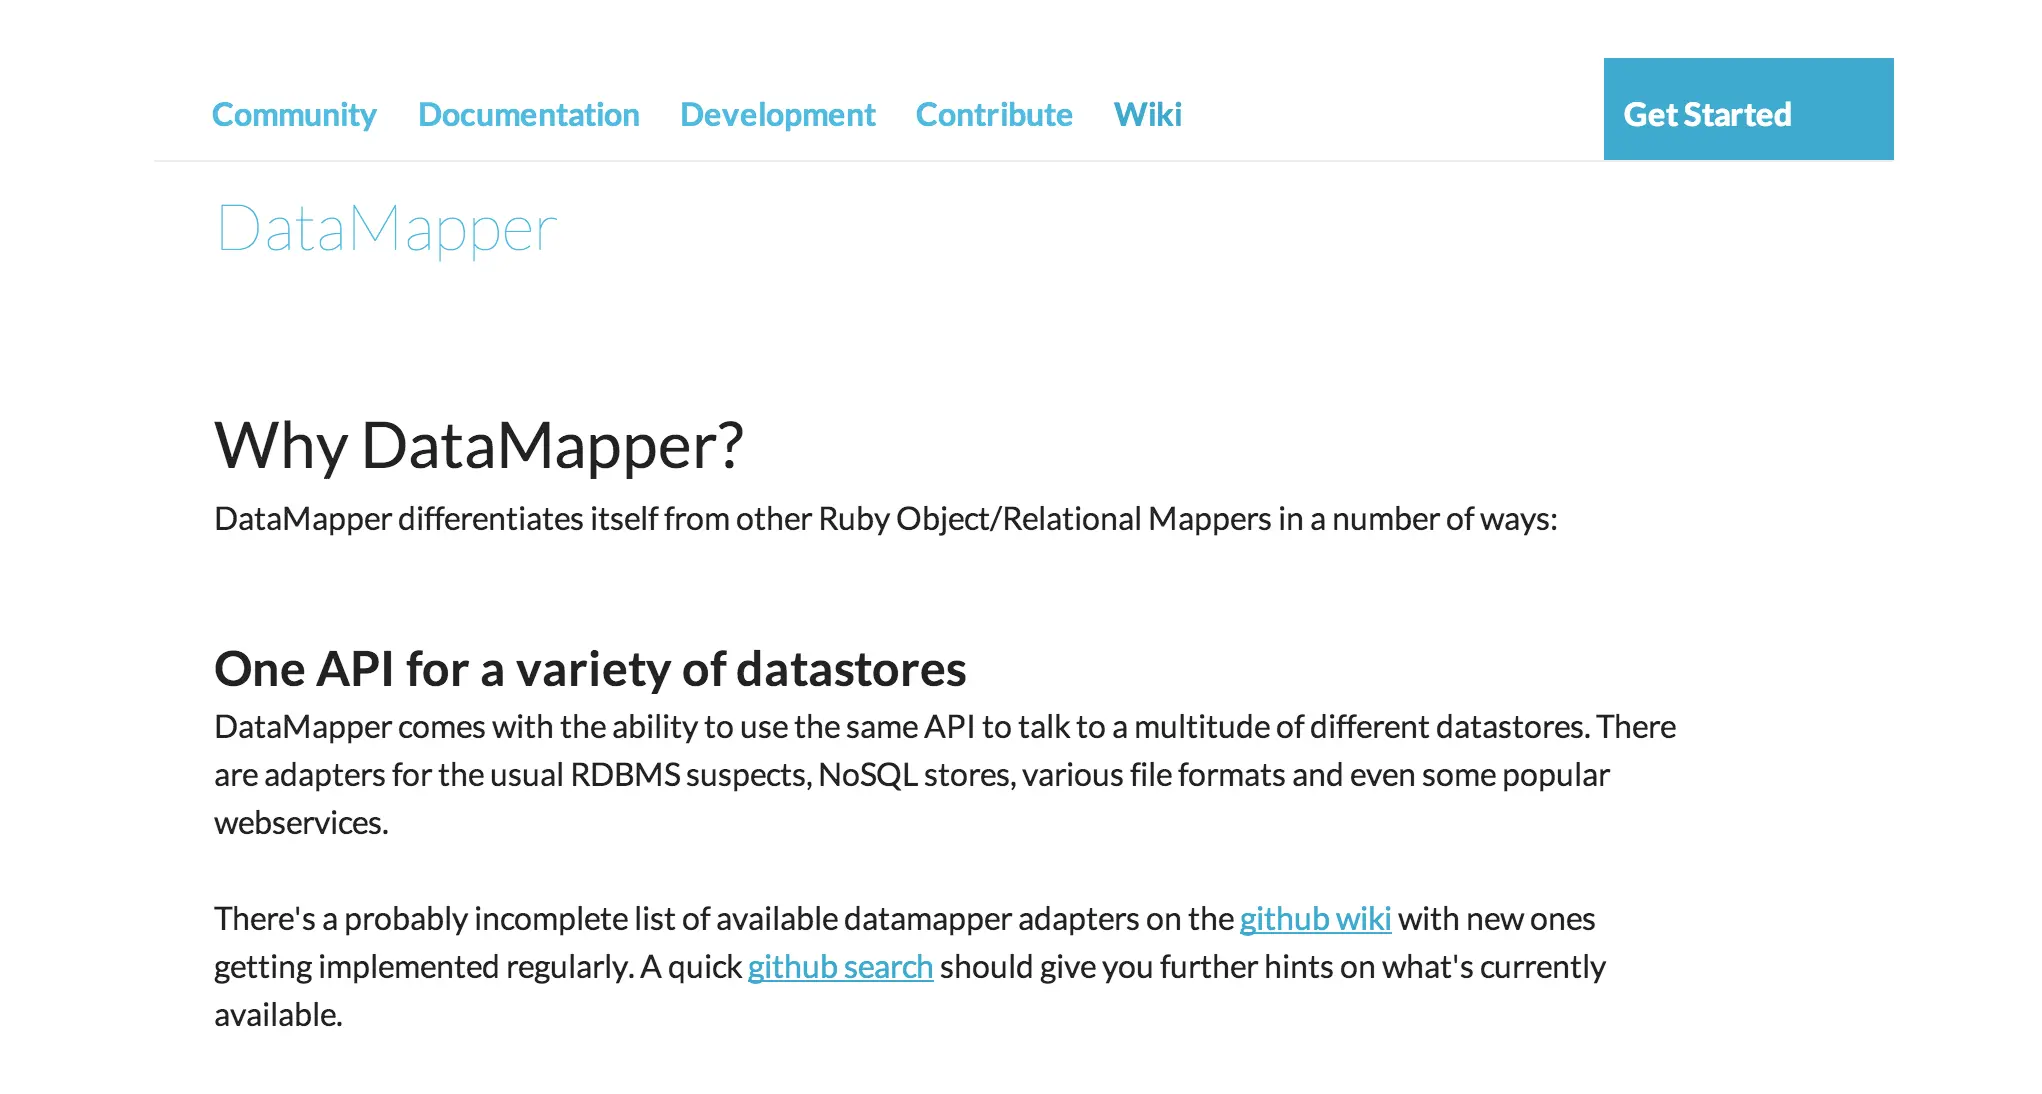 Community Documentation Development Contribute Wiki Get Started
DataMapper
Why DataMapper?
DataMapper differentiates itself from other Ruby Object/Relational Mappers in a number of ways:
One API for a variety of datastores
DataMapper comes with the ability to use the same API to talk to a multitude of different datastores. There
are adapters for the usual RDBMS suspects, NoSQL stores, various file formats and even some popular
webservices.
There's a probably incomplete list of available datamapper adapters on the github wiki with new ones
getting implemented regularly. A quick github search should give you further hints on what's currently
available.